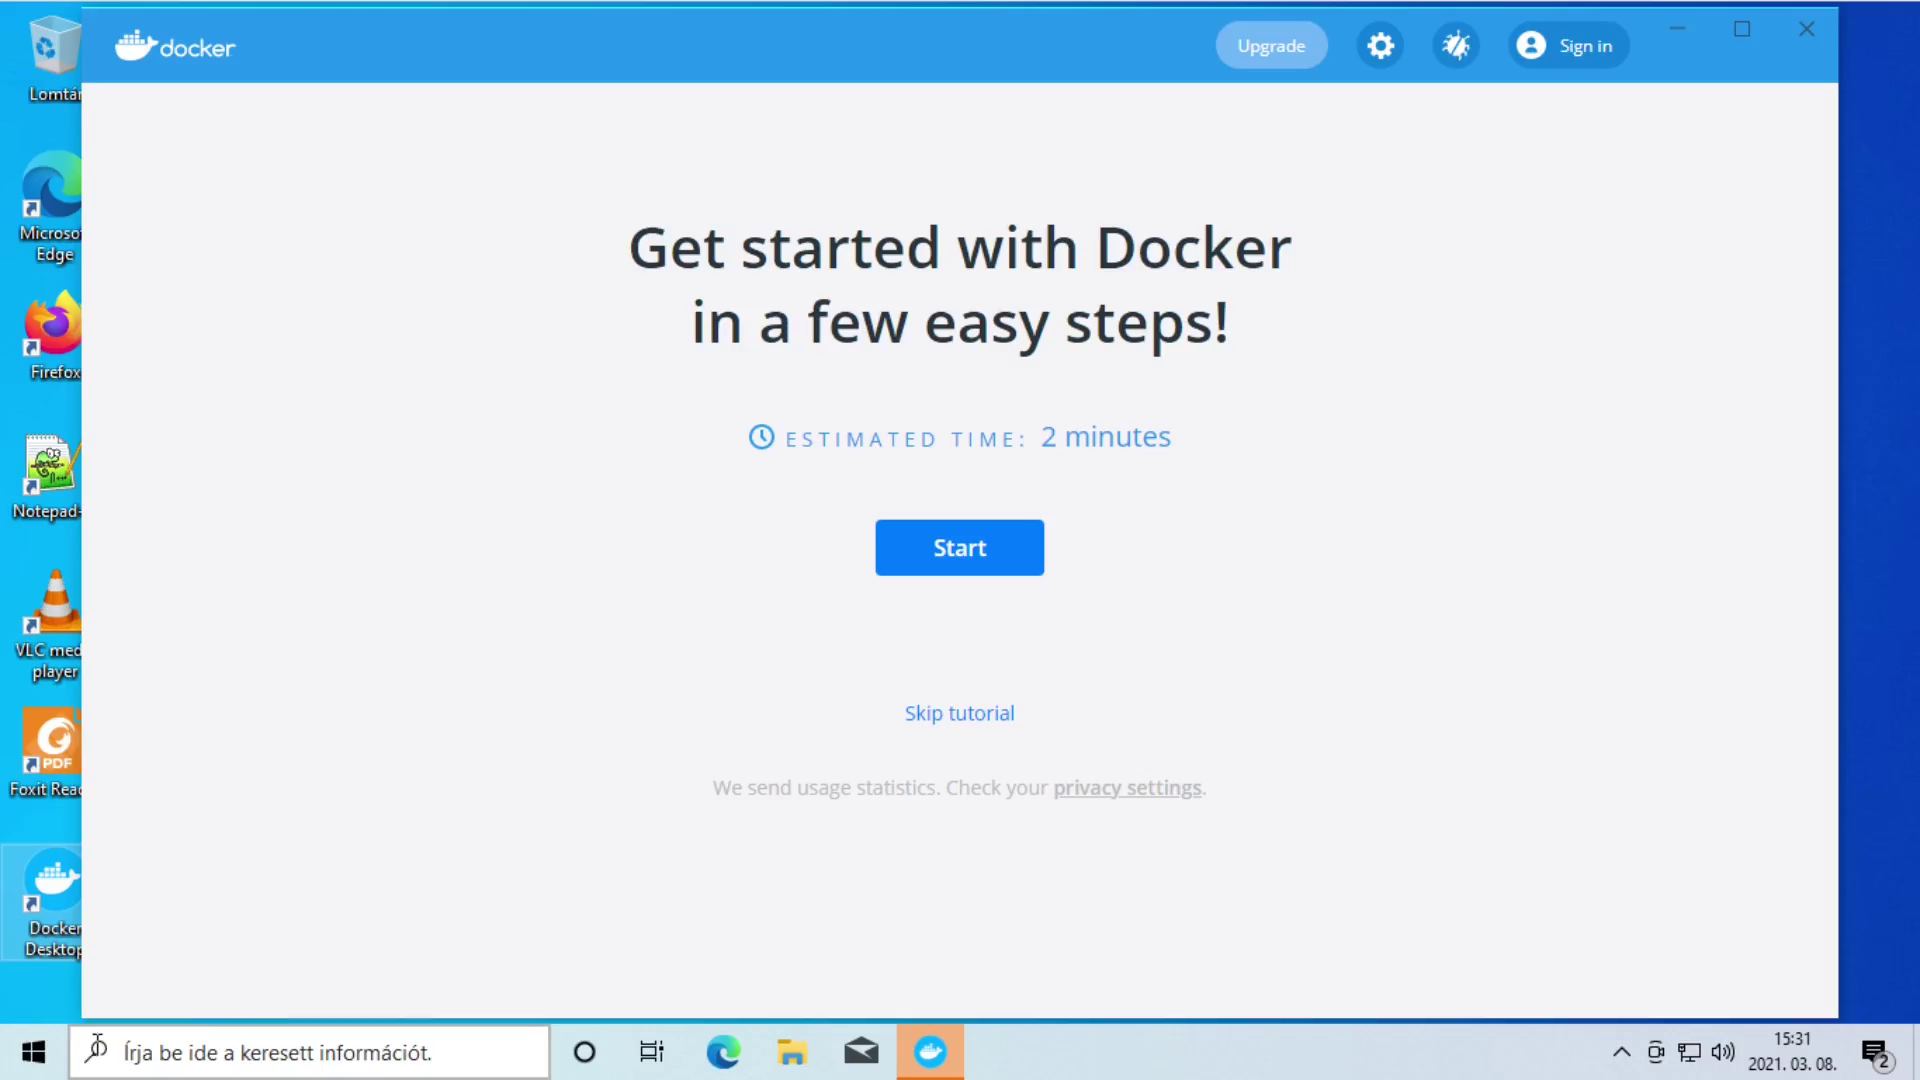 docker
Upgrade
Sign in
Get started with Docker
in a few easy steps!
ESTIMATED TIME: 2 minutes
Start
Skip tutorial
We send usage statistics. Check your privacy settings.
Lomtár
Microsof
Edge
Firefox
Notepad+
VLC med
player
PDF
Foxit Read
Docker
Desktop
Írja be ide a keresett információt.
15:31
2021. 03. 08.
2